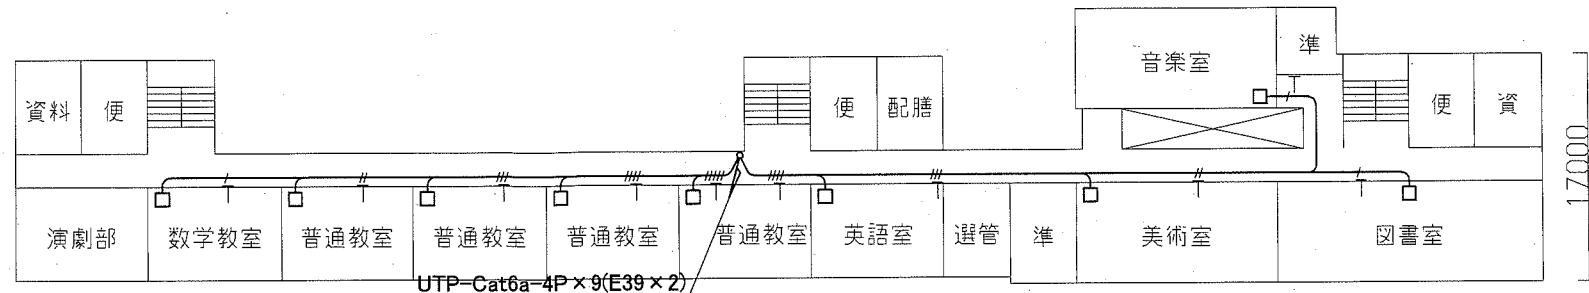 音楽室
準
資料
便
便
配膳
便
資
17000
演劇部
数学教室
普通教室
普通教室
普通教室
普通教室
英語室
選管
準
美術室
図書室
UTP-Cat6a-4P×9(E39×2)